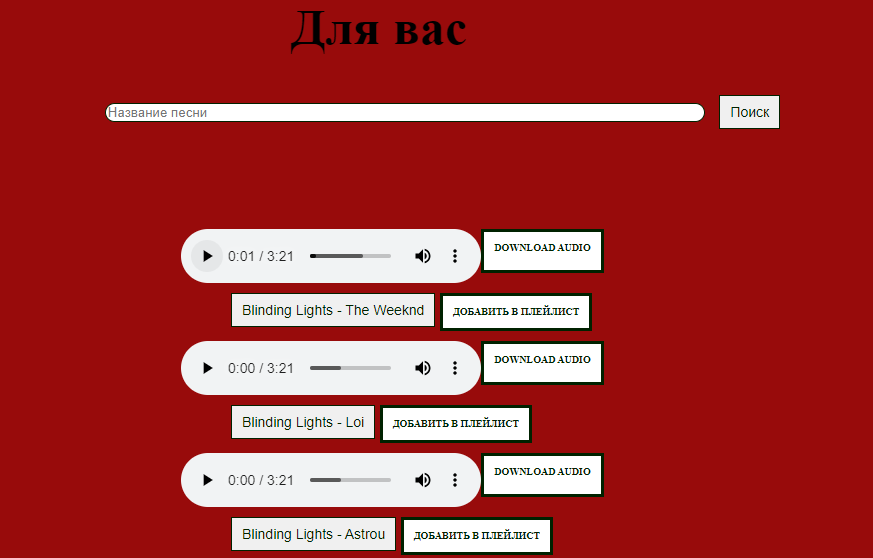 Для вас
Название песни Поиск
0:01 / 3:21 DOWNLOAD AUDIO
Blinding Lights - The Weeknd ДОБАВИТЬ В ПЛЕЙЛИСТ
0:00 / 3:21 DOWNLOAD AUDIO
Blinding Lights - Loi ДОБАВИТЬ В ПЛЕЙЛИСТ
0:00 / 3:21 DOWNLOAD AUDIO
Blinding Lights - Astrou ДОБАВИТЬ В ПЛЕЙЛИСТ